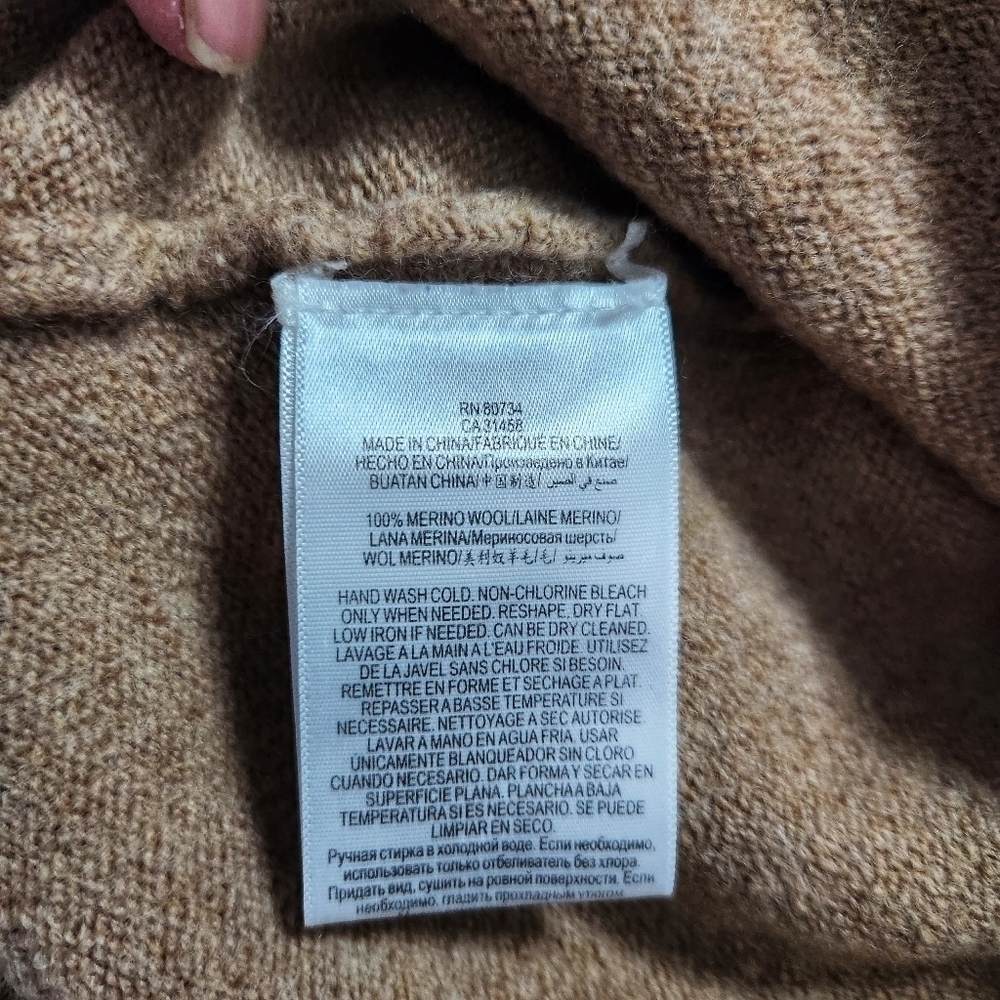 RN 80734
CA 31458
MADE IN CHINA/FABRIQUE EN CHINE/
HECHO EN CHINA/Произведено в Китае/
BUATAN CHINA/中国制造/ صنع في الصين
100% MERINO WOOL/LAINE MERINO/
LANA MERINA/Мериносовая шерсть/
WOL MERINO/美利奴羊毛/毛/ صوف ميرينو
HAND WASH COLD. NON-CHLORINE BLEACH
ONLY WHEN NEEDED. RESHAPE, DRY FLAT.
LOW IRON IF NEEDED. CAN BE DRY CLEANED.
LAVAGE A LA MAIN A L'EAU FROIDE. UTILISEZ
DE LA JAVEL SANS CHLORE SI BESOIN.
REMETTRE EN FORME ET SECHAGE A PLAT.
REPASSER A BASSE TEMPERATURE SI
NECESSAIRE. NETTOYAGE A SEC AUTORISE.
LAVAR A MANO EN AGUA FRIA. USAR
ÚNICAMENTE BLANQUEADOR SIN CLORO
CUANDO NECESARIO. DAR FORMA Y SECAR EN
SUPERFICIE PLANA. PLANCHA A BAJA
TEMPERATURA SI ES NECESARIO. SE PUEDE
LIMPIAR EN SECO.
Ручная стирка в холодной воде. Если необходимо,
использовать только отбеливатель без хлора.
Придать вид, сушить на ровной поверхности. Если
необходимо, гладить прохладным утюгом